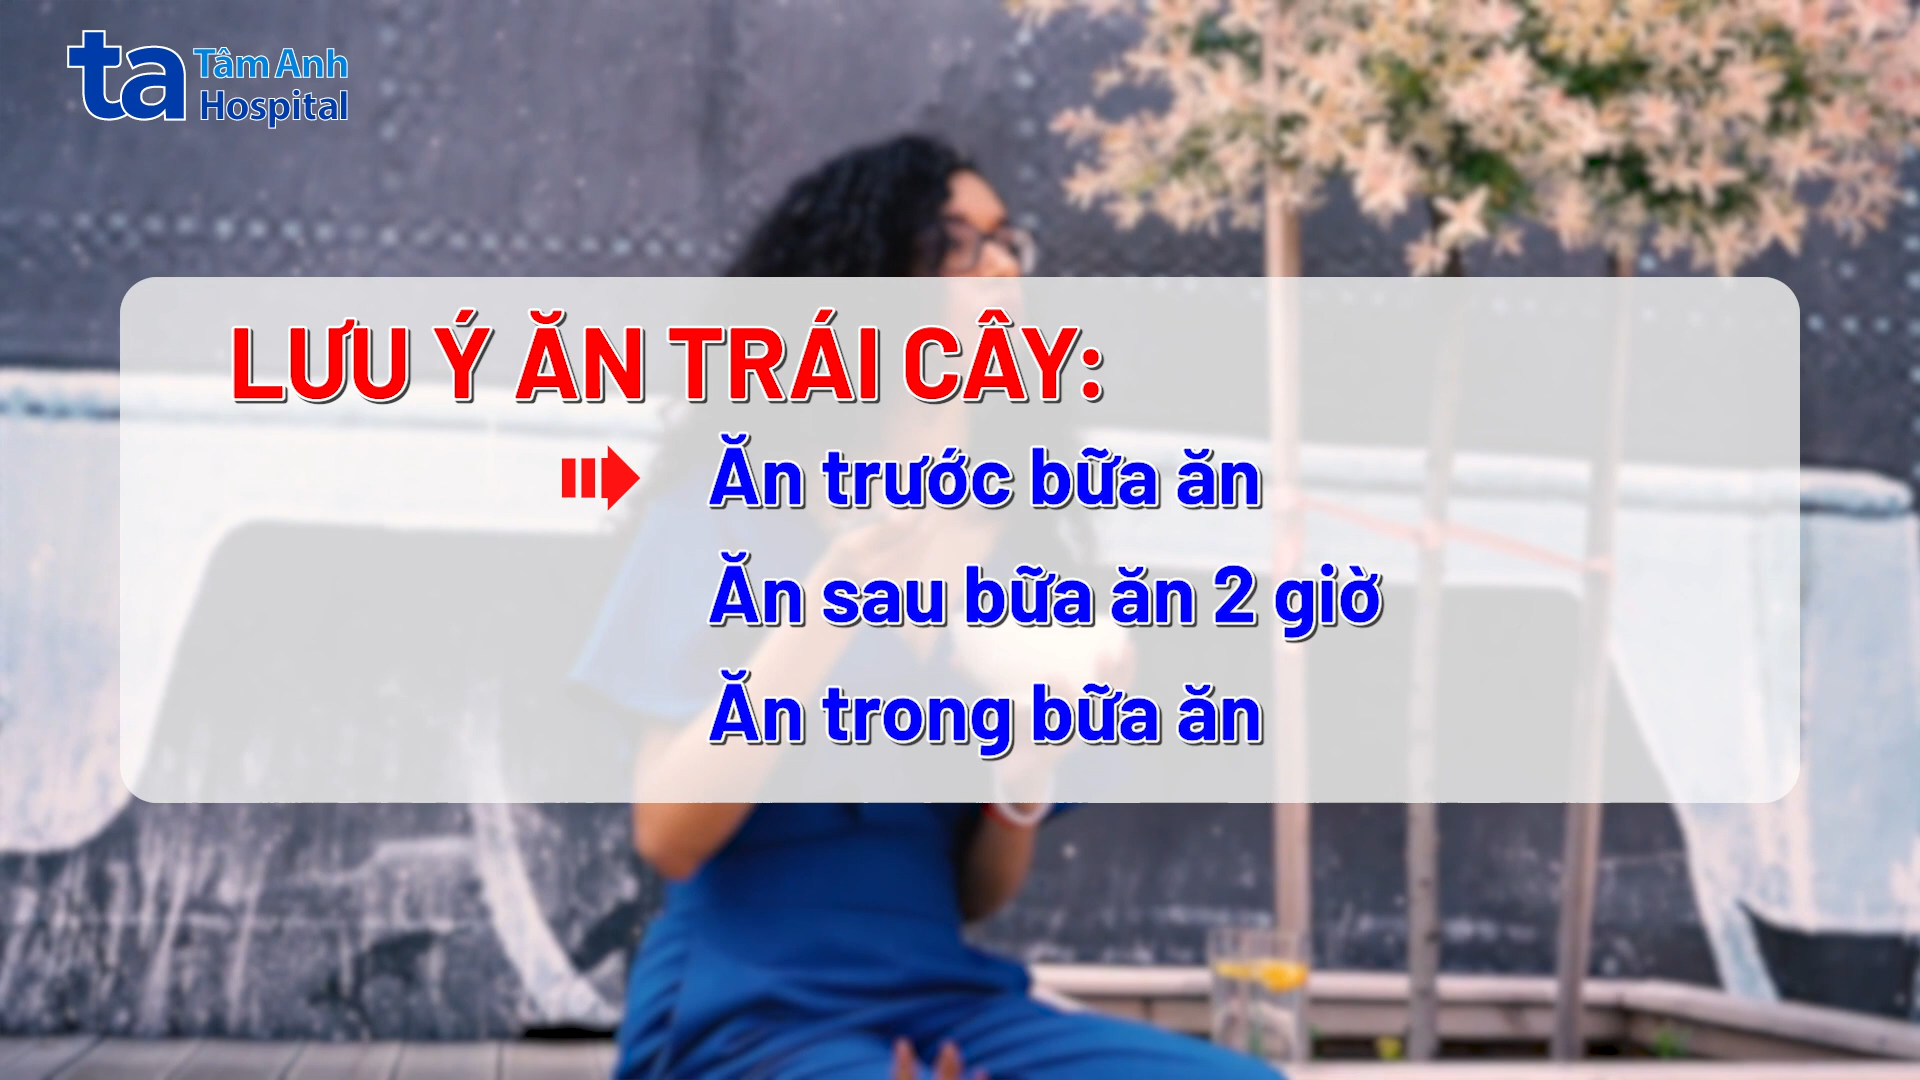 ta Tâm Anh
Hospital
LƯU Ý ĂN TRÁI CÂY:
Ăn trước bữa ăn
Ăn sau bữa ăn 2 giờ
Ăn trong bữa ăn